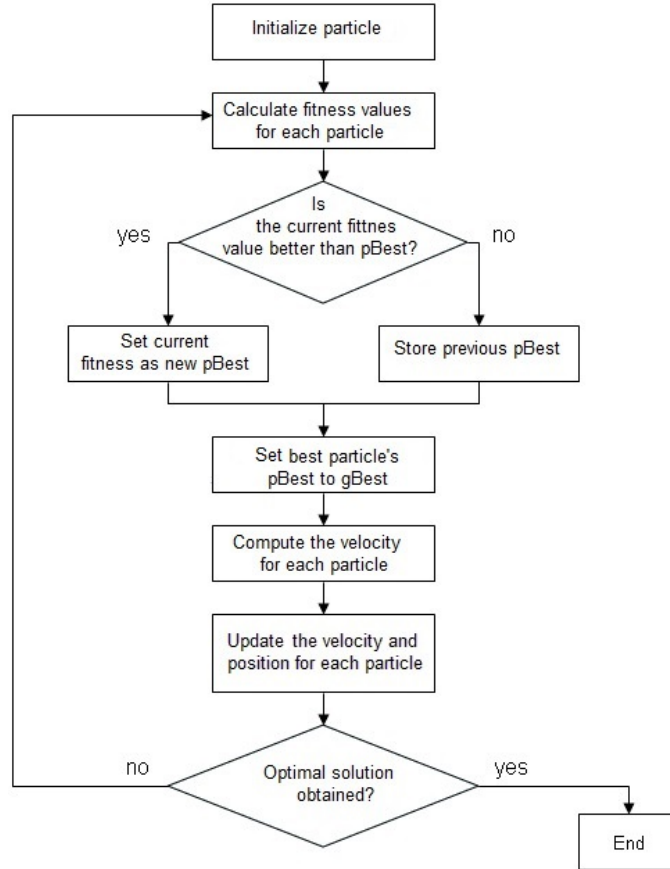 Initialize particle
Calculate fitness values
for each particle
Is
the current fittnes
value better than pBest?
yes
no
Set current
fitness as new pBest
Store previous pBest
Set best particle's
pBest to gBest
Compute the velocity
for each particle
Update the velocity and
position for each particle
no
Optimal solution
obtained?
yes
End